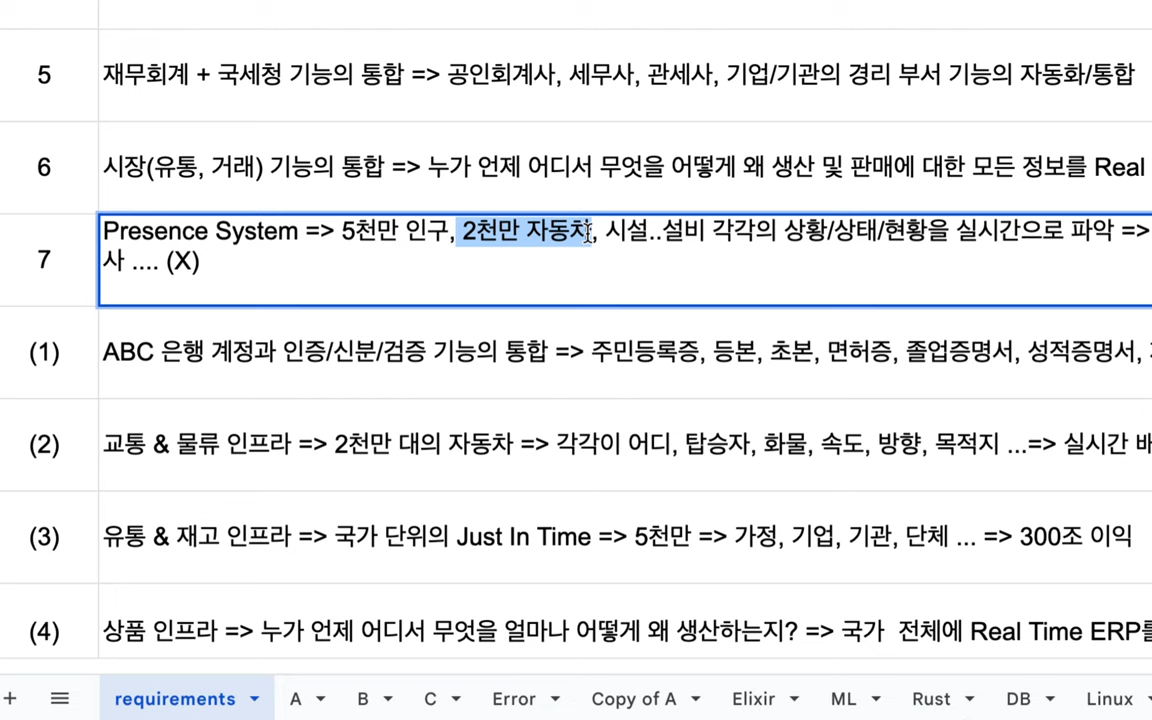 5
재무회계 + 국세청 기능의 통합 => 공인회계사, 세무사, 관세사, 기업/기관의 경리 부서 기능의 자동화/통합
6
시장(유통, 거래) 기능의 통합 => 누가 언제 어디서 무엇을 어떻게 왜 생산 및 판매에 대한 모든 정보를 Real
7
Presence System => 5천만 인구, 2천만 자동차, 시설..설비 각각의 상황/상태/현황을 실시간으로 파악 =>
사 .... (X)
(1)
ABC 은행 계정과 인증/신분/검증 기능의 통합 => 주민등록증, 등본, 초본, 면허증, 졸업증명서, 성적증명서,
(2)
교통 & 물류 인프라 => 2천만 대의 자동차 => 각각이 어디, 탑승자, 화물, 속도, 방향, 목적지 ...=> 실시간
(3)
유통 & 재고 인프라 => 국가 단위의 Just In Time => 5천만 => 가정, 기업, 기관, 단체 ... => 300조 이익
(4)
상품 인프라 => 누가 언제 어디서 무엇을 얼마나 어떻게 왜 생산하는지? => 국가 전체에 Real Time ERP를
requirements A B C Error Copy of A Elixir ML Rust DB Linux